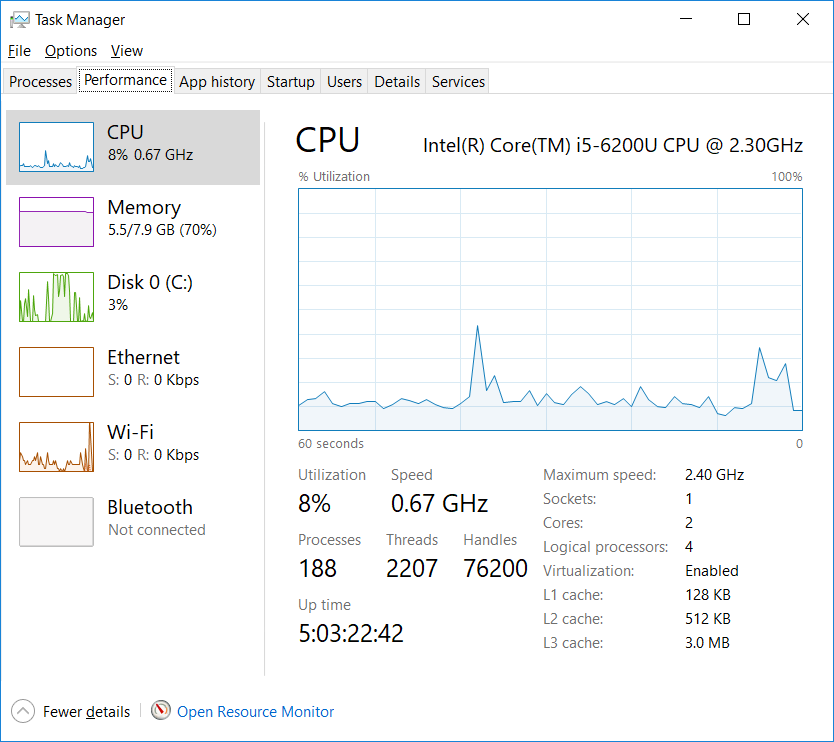 Task Manager
File Options View
Processes Performance App history Startup Users Details Services
CPU
8% 0.67 GHz
Memory
5.5/7.9 GB (70%)
Disk 0 (C:)
3%
Ethernet
S: 0 R: 0 Kbps
Wi-Fi
S: 0 R: 0 Kbps
Bluetooth
Not connected
CPU Intel(R) Core(TM) i5-6200U CPU @ 2.30GHz
% Utilization 100%
60 seconds 0
Utilization Speed
8% 0.67 GHz
Processes Threads Handles
188 2207 76200
Up time
5:03:22:42
Maximum speed: 2.40 GHz
Sockets: 1
Cores: 2
Logical processors: 4
Virtualization: Enabled
L1 cache: 128 KB
L2 cache: 512 KB
L3 cache: 3.0 MB
Fewer details Open Resource Monitor